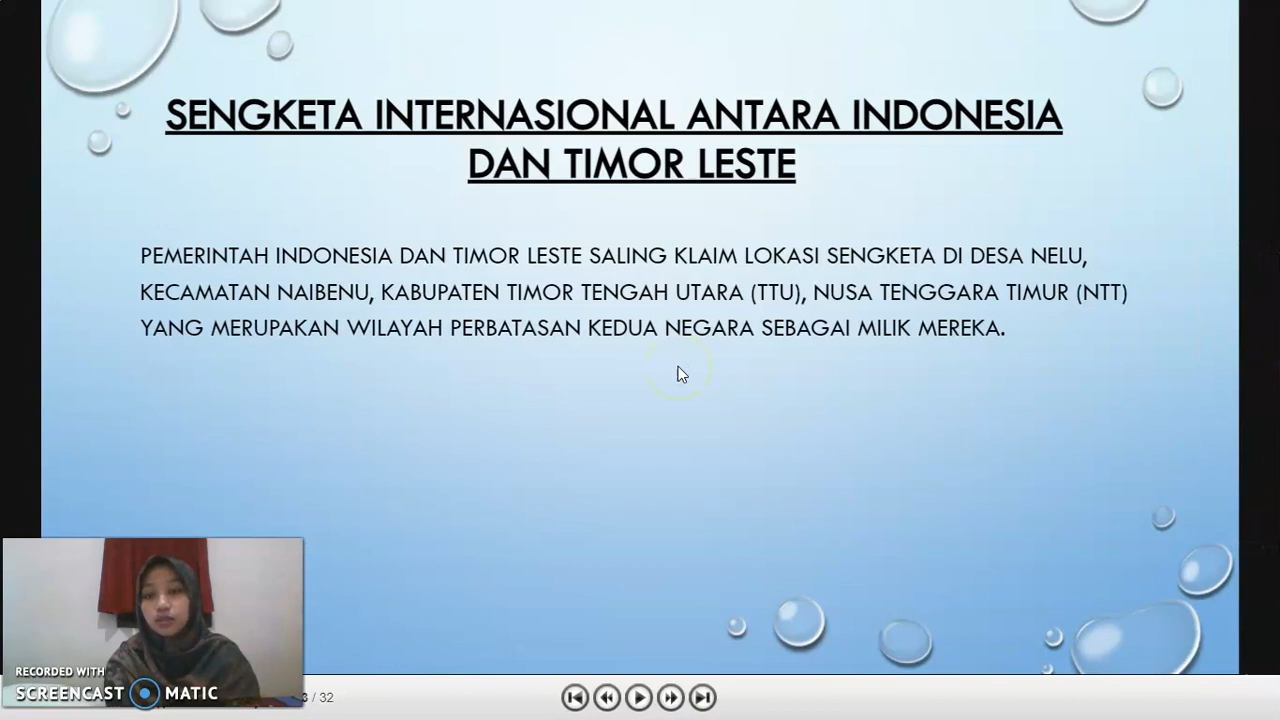 SENGKETA INTERNASIONAL ANTARA INDONESIA
DAN TIMOR LESTE
PEMERINTAH INDONESIA DAN TIMOR LESTE SALING KLAIM LOKASI SENGKETA DI DESA NELU,
KECAMATAN NAIBENU, KABUPATEN TIMOR TENGAH UTARA (TTU), NUSA TENGGARA TIMUR (NTT)
YANG MERUPAKAN WILAYAH PERBATASAN KEDUA NEGARA SEBAGAI MILIK MEREKA.
RECORDED WITH
SCREENCAST MATIC
3 / 32